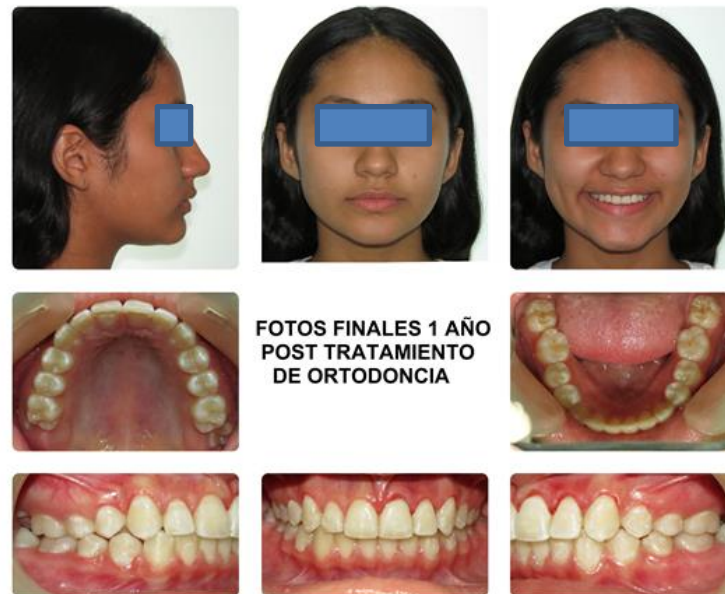 FOTOS FINALES 1 AÑO
POST TRATAMIENTO
DE ORTODONCIA